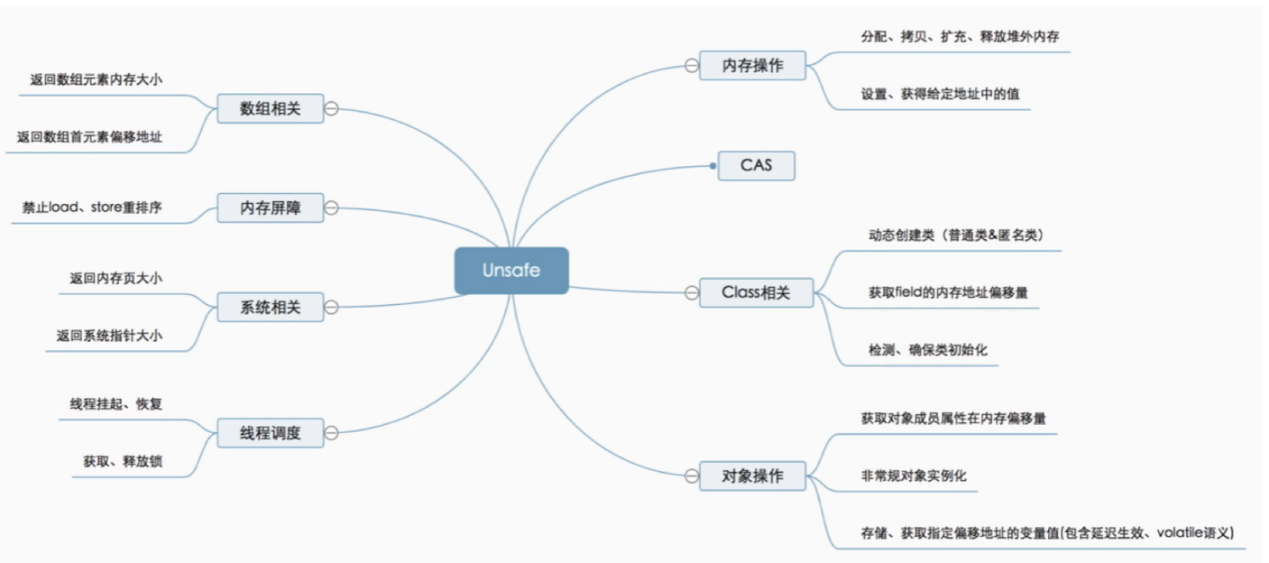 Unsafe
数组相关
返回数组元素内存大小
返回数组首元素偏移地址
内存屏障
禁止load、store重排序
系统相关
返回内存页大小
返回系统指针大小
线程调度
线程挂起、恢复
获取、释放锁
内存操作
分配、拷贝、扩充、释放堆外内存
设置、获得给定地址中的值
CAS
Class相关
动态创建类（普通类&匿名类）
获取field的内存地址偏移量
检测、确保类初始化
对象操作
获取对象成员属性在内存偏移量
非常规对象实例化
存储、获取指定偏移地址的变量值(包含延迟生效、volatile语义)